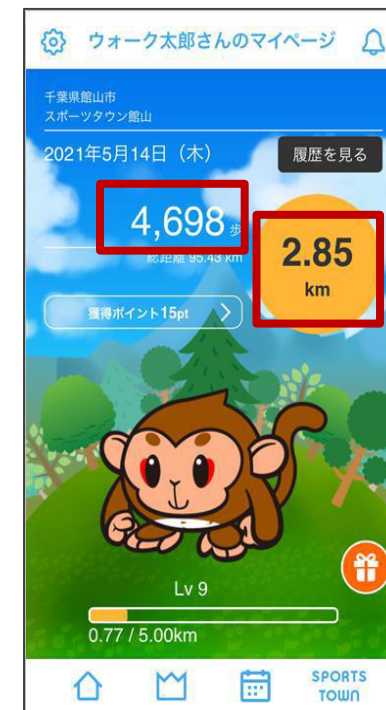 ウォーク太郎さんのマイページ
千葉県館山市
スポーツタウン館山
2021年5月14日（木）
履歴を見る
4,698 歩
総距離 95.43 km
2.85
km
獲得ポイント15pt
Lv 9
0.77 / 5.00km
SPORTS
TOWN